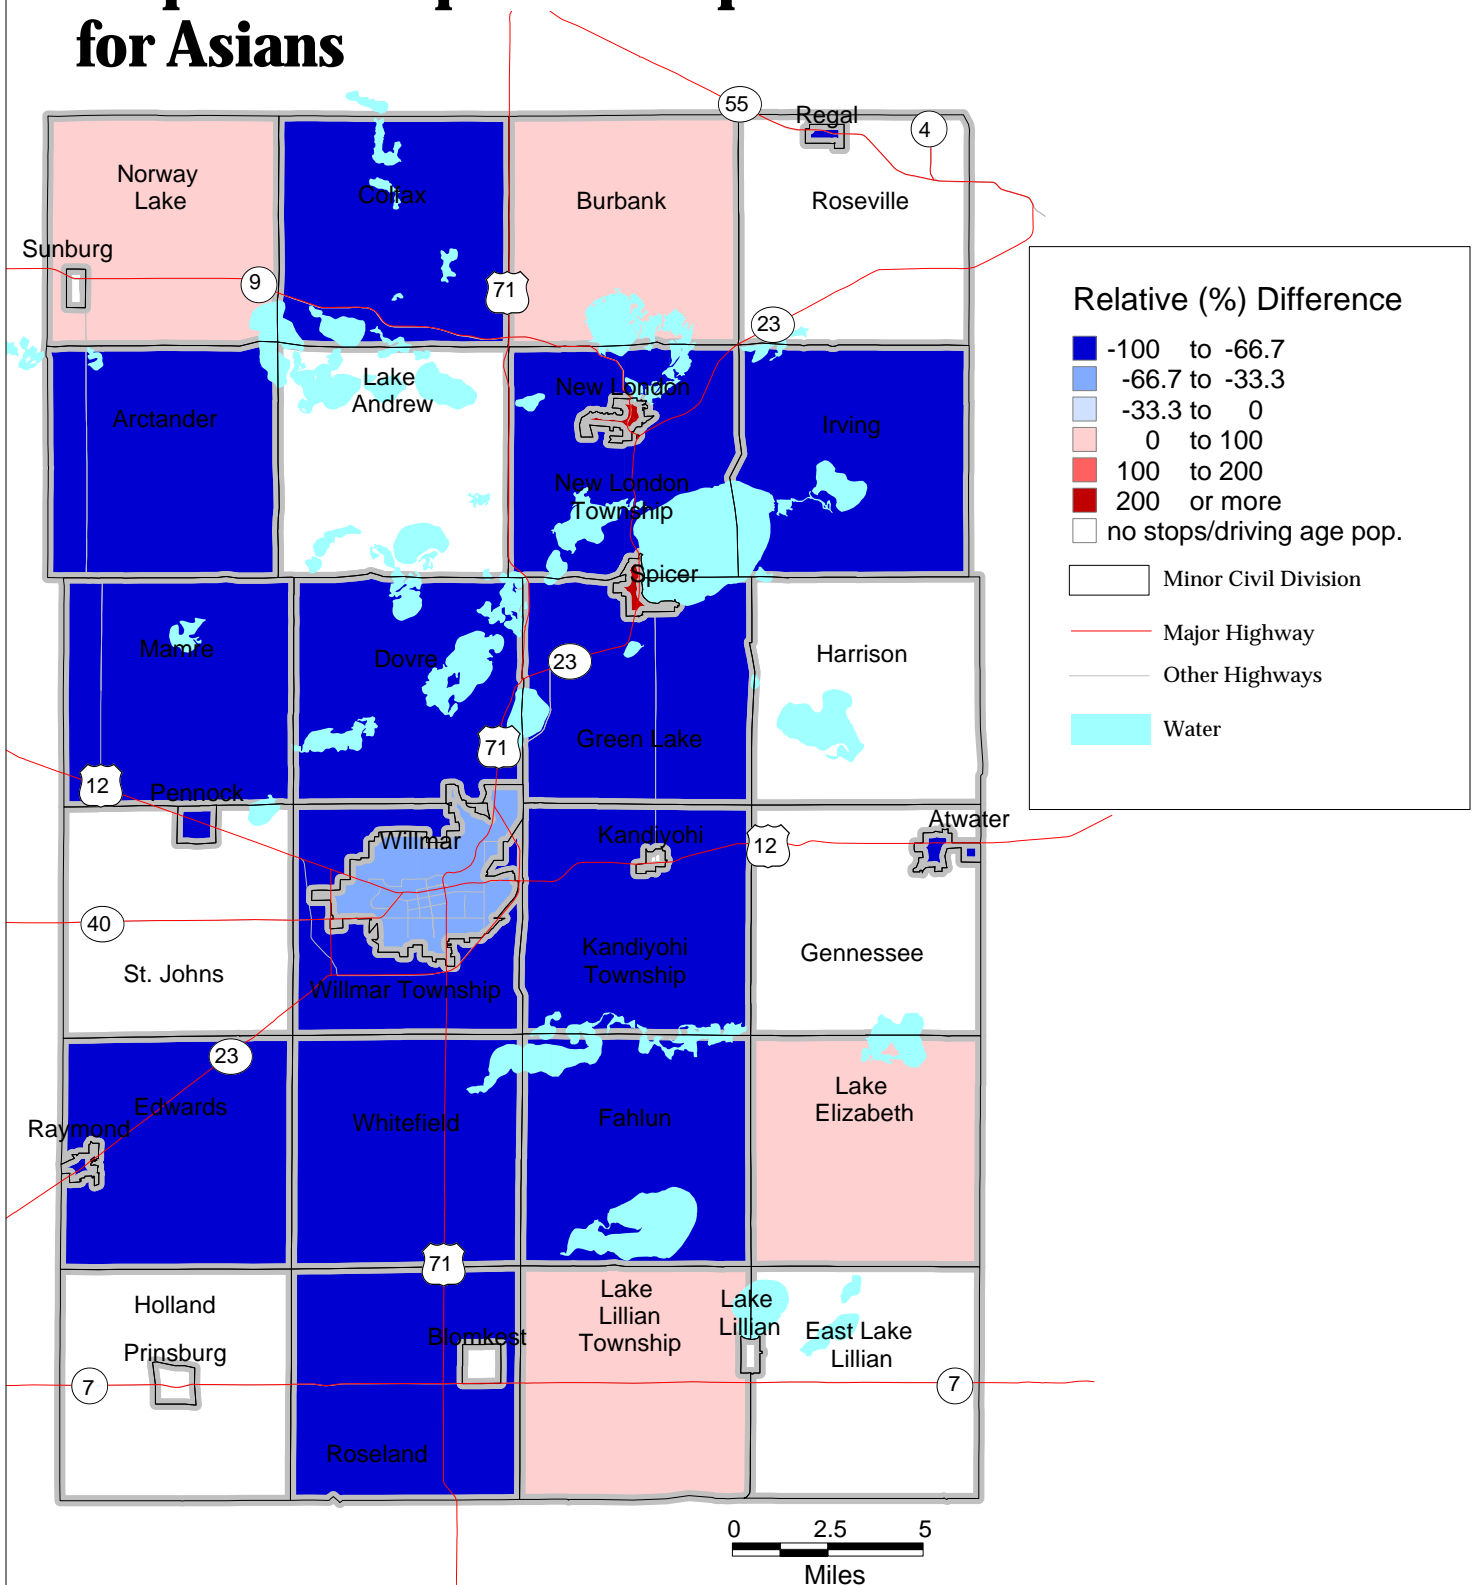 for Asians
55
Regal
4
Norway
Lake
Colfax
Burbank
Roseville
Sunburg
9
71
23
Relative (%) Difference
-100 to -66.7
-66.7 to -33.3
-33.3 to 0
0 to 100
100 to 200
200 or more
no stops/driving age pop.
Minor Civil Division
Major Highway
Other Highways
Water
Arctander
Lake
Andrew
New London
Irving
New London
Township
Spicer
Mamre
Dovre
23
Harrison
Green Lake
71
12
Pennock
Willmar
Kandiyohi
12
Atwater
40
St. Johns
Kandiyohi
Township
Gennessee
Willmar Township
23
Edwards
Raymond
Whitefield
Fahlun
Lake
Elizabeth
71
Holland
Prinsburg
7
Blomkest
Roseland
Lake
Lillian
Township
Lake
Lillian
East Lake
Lillian
7
0 2.5 5
Miles